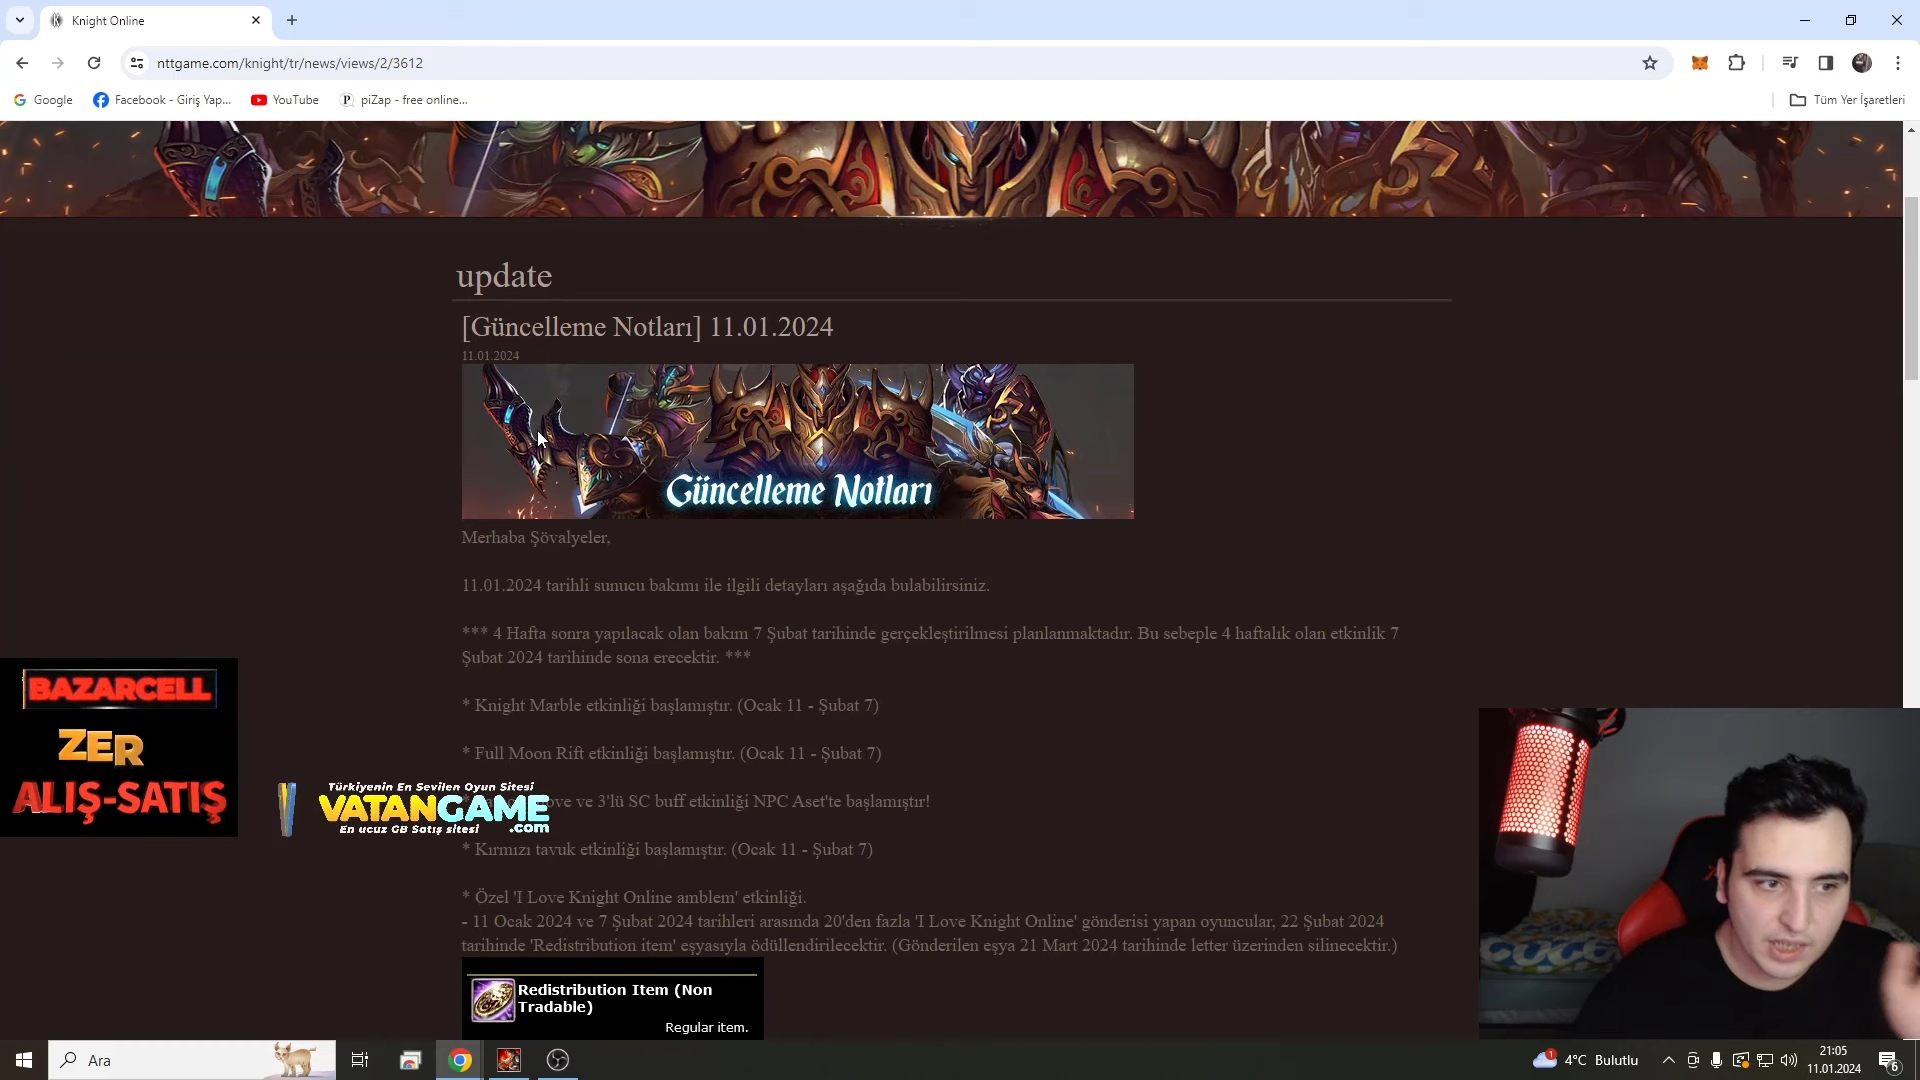 Knight Online
nttgame.com/knight/tr/news/views/2/3612
Google
Facebook - Giriş Yap...
YouTube
piZap - free online...
Tüm Yer İşaretleri
update
[Güncelleme Notları] 11.01.2024
11.01.2024
Güncelleme Notları
Merhaba Şövalyeler,
11.01.2024 tarihli sunucu bakımı ile ilgili detayları aşağıda bulabilirsiniz.
*** 4 Hafta sonra yapılacak olan bakım 7 Şubat tarihinde gerçekleştirilmesi planlanmaktadır. Bu sebeple 4 haftalık olan etkinlik 7
Şubat 2024 tarihinde sona erecektir. ***
* Knight Marble etkinliği başlamıştır. (Ocak 11 - Şubat 7)
* Full Moon Rift etkinliği başlamıştır. (Ocak 11 - Şubat 7)
ve 3'lü SC buff etkinliği NPC Aset'te başlamıştır!
* Kırmızı tavuk etkinliği başlamıştır. (Ocak 11 - Şubat 7)
* Özel 'I Love Knight Online amblem' etkinliği.
- 11 Ocak 2024 ve 7 Şubat 2024 tarihleri arasında 20'den fazla 'I Love Knight Online' gönderisi yapan oyuncular, 22 Şubat 2024
tarihinde 'Redistribution item' eşyasıyla ödüllendirilecektir. (Gönderilen eşya 21 Mart 2024 tarihinde letter üzerinden silinecektir.)
Redistribution Item (Non
Tradable)
Regular item.
BAZARCELL
ZER
ALIŞ-SATIŞ
Türkiyenin En Sevilen Oyun Sitesi
VATANGAME
En ucuz GB Satış sitesi .com
Ara
1
4°C Bulutlu
21:05
11.01.2024
6